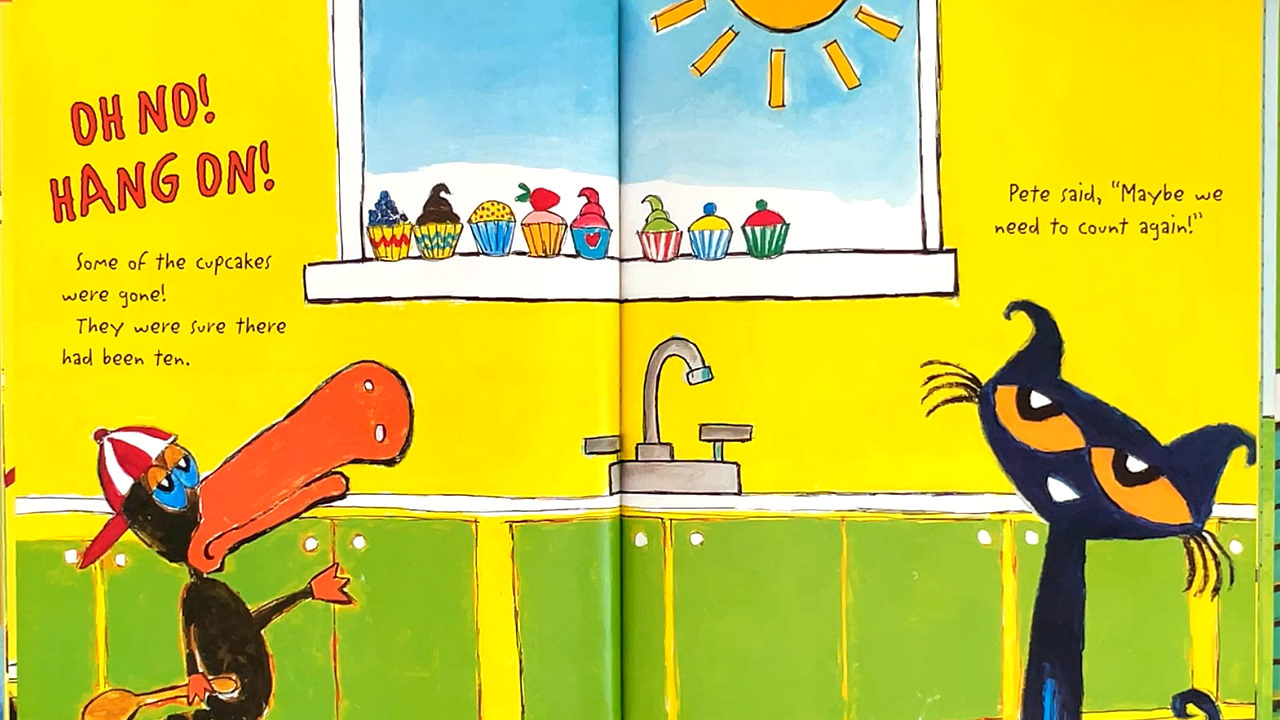 OH NO!
HANG ON!
Some of the cupcakes
were gone!
They were sure there
had been ten.
Pete said, “Maybe we
need to count again!”